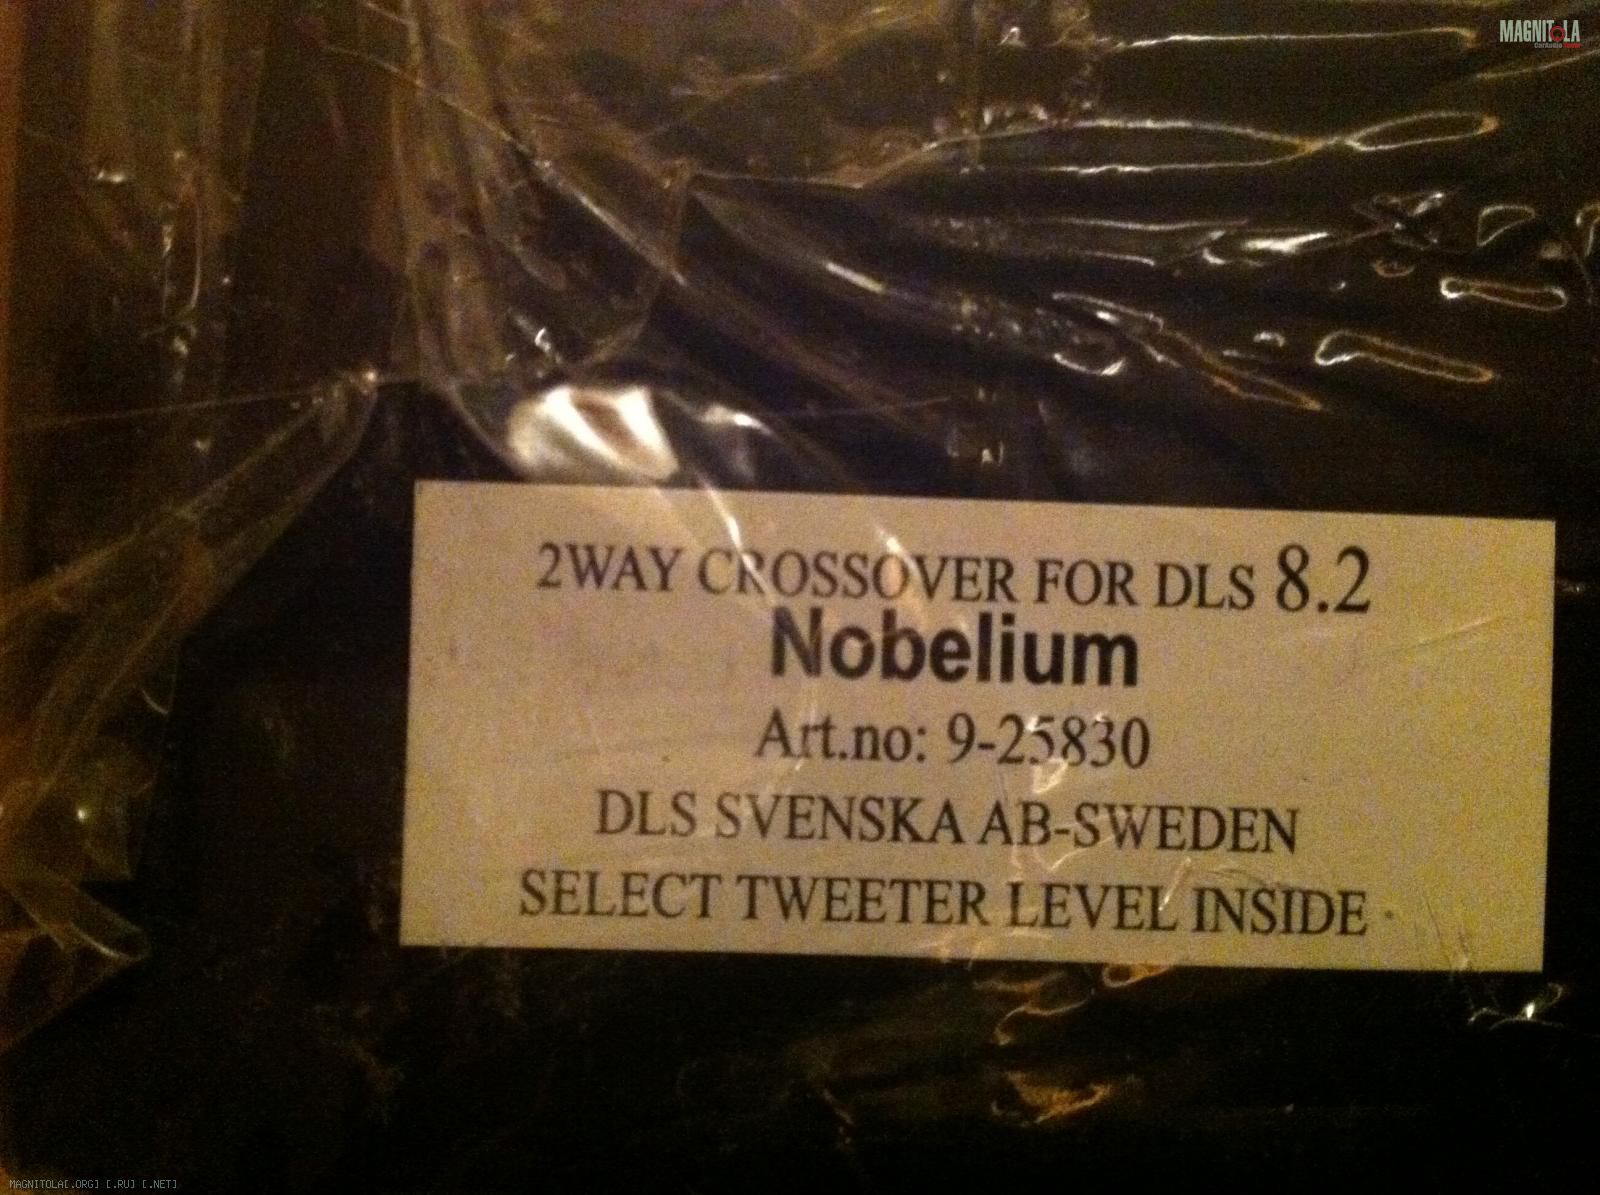 MAGNITOLA
CarAudio
2WAY CROSSOVER FOR DLS 8.2
Nobelium
Art.no: 9-25830
DLS SVENSKA AB-SWEDEN
SELECT TWEETER LEVEL INSIDE
MAGNITOLA[.ORG] [.RU] [.NET]